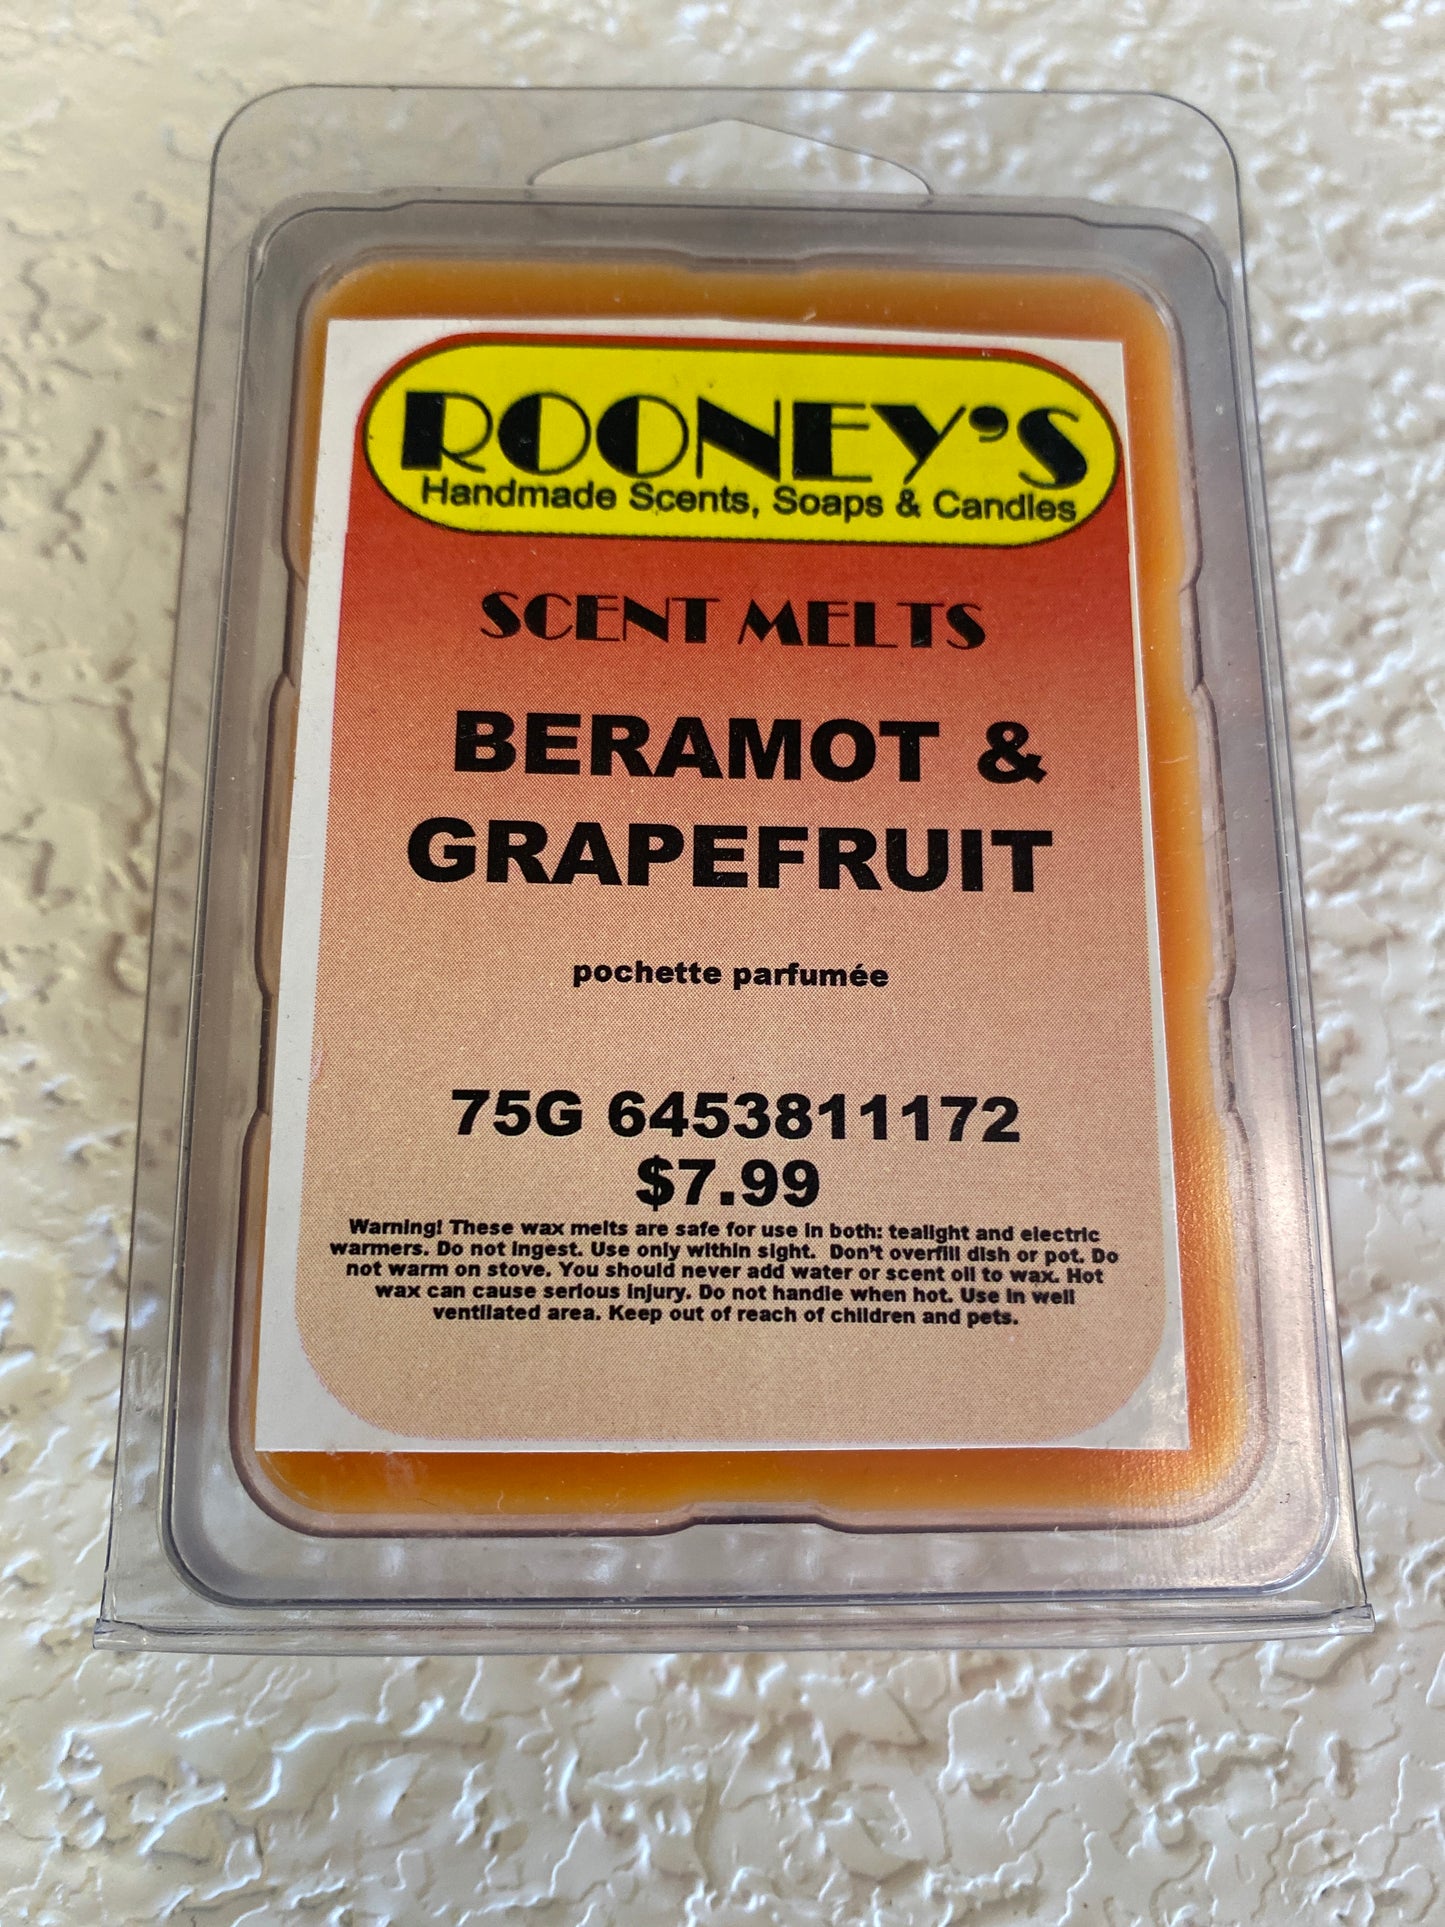 ROONEY'S
Handmade Scents, Soaps & Candles
SCENT MELTS
BERAMOT &
GRAPEFRUIT
pochette parfumée
75G 6453811172
$7.99
Warning! These wax melts are safe for use in both: tealight and electric
warmers. Do not ingest. Use only within sight. Don't overfill dish or pot. Do
not warm on stove. You should never add water or scent oil to wax. Hot
wax can cause serious injury. Do not handle when hot. Use in well
ventilated area. Keep out of reach of children and pets.